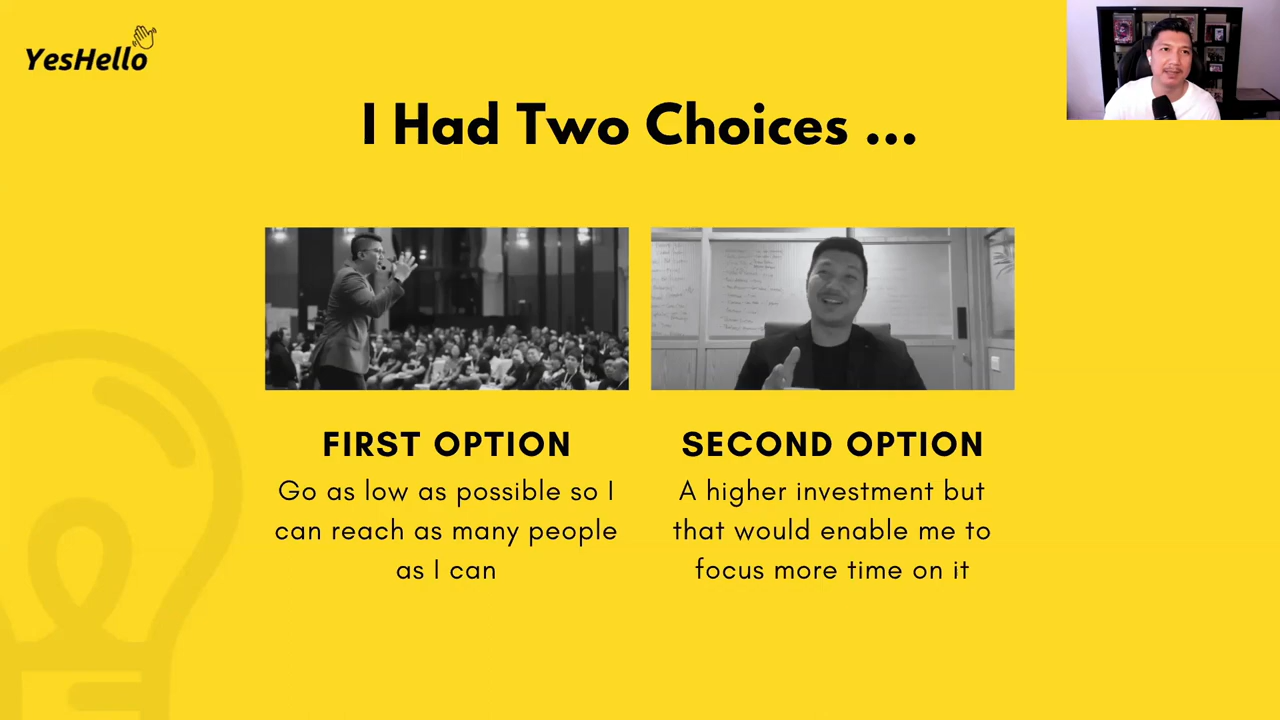 YesHello
I Had Two Choices ...
FIRST OPTION
Go as low as possible so I
can reach as many people
as I can
SECOND OPTION
A higher investment but
that would enable me to
focus more time on it